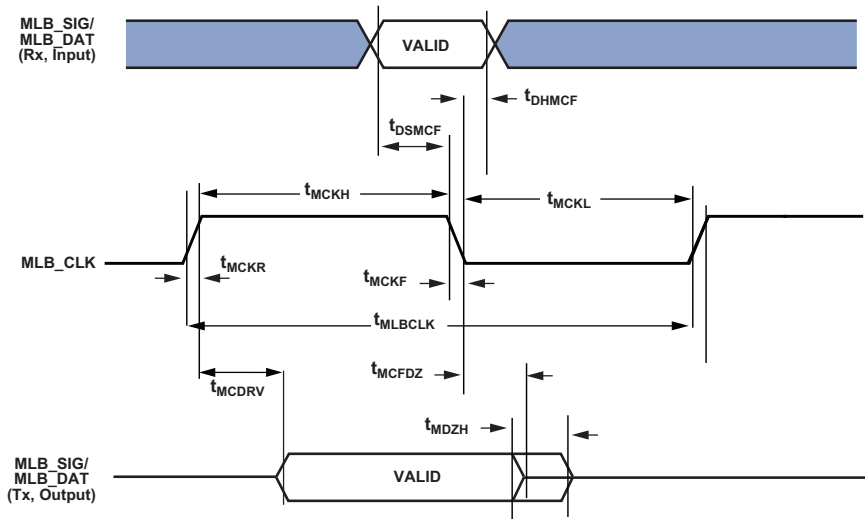 MLB_SIG/
MLB_DAT
(Rx, Input)
VALID
tDHMCF
tDSMCF
tMCKH
tMCKL
MLB_CLK
tMCKR
tMCKF
tMLBCLK
tMCFDZ
tMCDRV
tMDZH
MLB_SIG/
MLB_DAT
(Tx, Output)
VALID